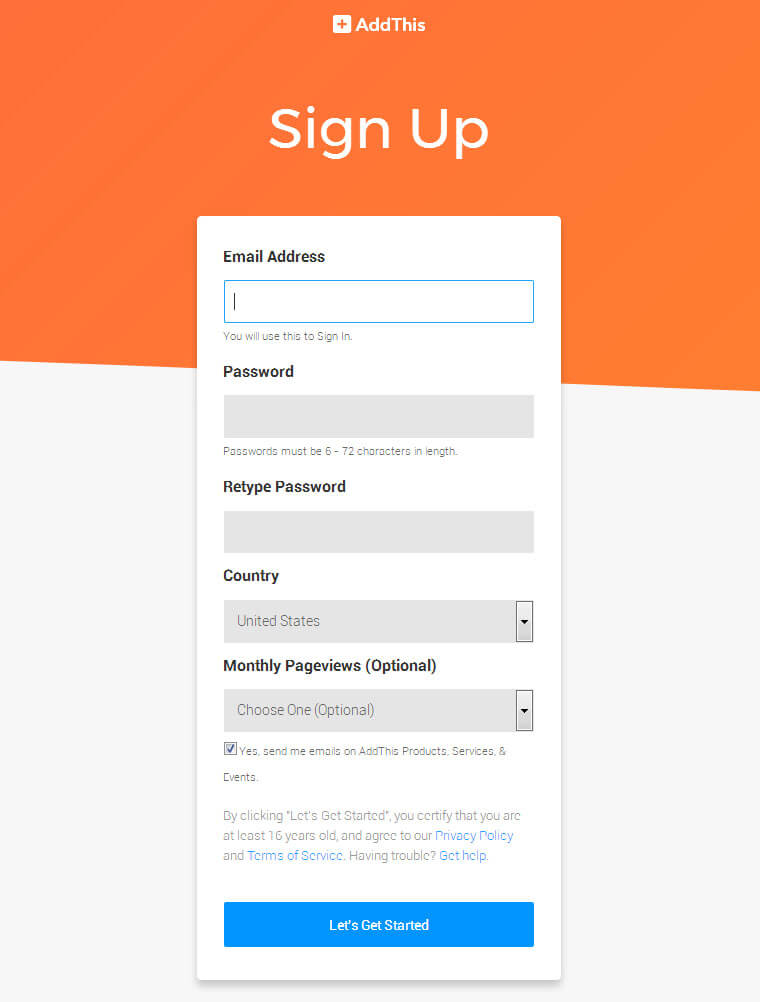 AddThis
Sign Up
Email Address
You will use this to Sign In.
Password
Passwords must be 6 - 72 characters in length.
Retype Password
Country
United States
Monthly Pageviews (Optional)
Choose One (Optional)
Yes, send me emails on AddThis Products, Services, &
Events.
By clicking "Let's Get Started", you certify that you are
at least 16 years old, and agree to our Privacy Policy
and Terms of Service. Having trouble? Get help.
Let's Get Started